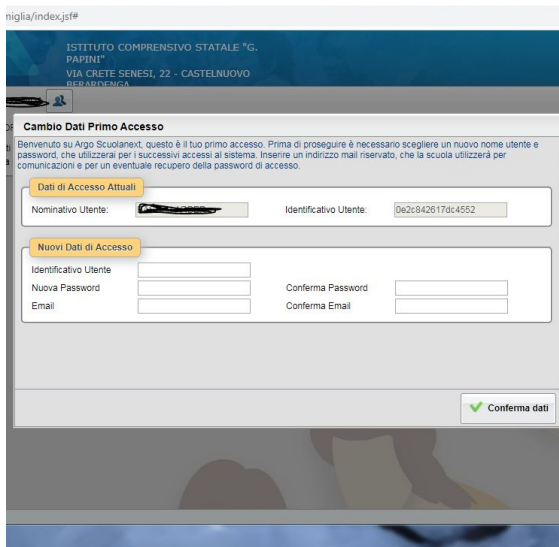 niglia/index.jsf#
ISTITUTO COMPRENSIVO STATALE "G.
PAPINI"
VIA CRETE SENESI, 22 - CASTELNUOVO
BERARDENGA
Cambio Dati Primo Accesso
Benvenuto su Argo Scuolanext, questo è il tuo primo accesso. Prima di proseguire è necessario scegliere un nuovo nome utente e
password, che utilizzerai per i successivi accessi al sistema. Inserire un indirizzo mail riservato, che la scuola utilizzerà per
comunicazioni e per un eventuale recupero della password di accesso.
Dati di Accesso Attuali
Nominativo Utente: Identificativo Utente: 0e2c842617dc4552
Nuovi Dati di Accesso
Identificativo Utente
Nuova Password Conferma Password
Email Conferma Email
Conferma dati